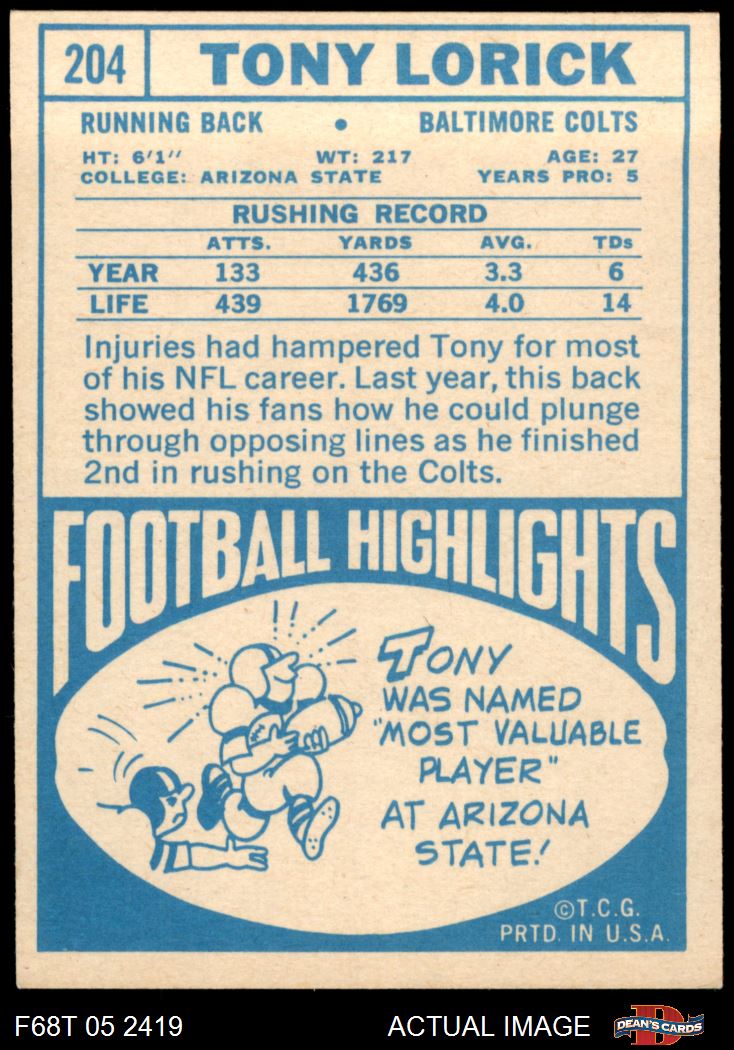 204 TONY LORICK
RUNNING BACK • BALTIMORE COLTS
HT: 6'1" WT: 217 AGE: 27
COLLEGE: ARIZONA STATE YEARS PRO: 5
RUSHING RECORD
ATTS. YARDS AVG. TDs
YEAR 133 436 3.3 6
LIFE 439 1769 4.0 14
Injuries had hampered Tony for most
of his NFL career. Last year, this back
showed his fans how he could plunge
through opposing lines as he finished
2nd in rushing on the Colts.
FOOTBALL HIGHLIGHTS
TONY
WAS NAMED
"MOST VALUABLE
PLAYER"
AT ARIZONA
STATE!
©T.C.G.
PRTD. IN U.S.A.
F68T 05 2419 ACTUAL IMAGE D DEAN'S CARDS